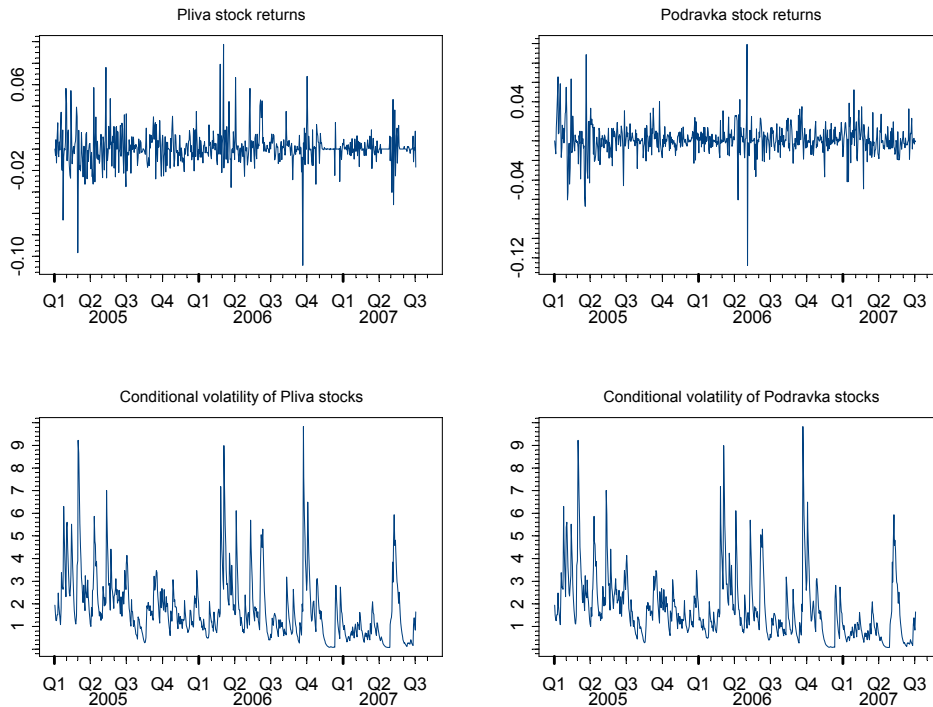 Pliva stock returns
0.06
-0.02
-0.10
Q1 Q2 Q3 Q4 Q1 Q2 Q3 Q4 Q1 Q2 Q3
2005 2006 2007
Podravka stock returns
0.04
-0.04
-0.12
Q1 Q2 Q3 Q4 Q1 Q2 Q3 Q4 Q1 Q2 Q3
2005 2006 2007
Conditional volatility of Pliva stocks
9
8
7
6
5
4
3
2
1
Q1 Q2 Q3 Q4 Q1 Q2 Q3 Q4 Q1 Q2 Q3
2005 2006 2007
Conditional volatility of Podravka stocks
9
8
7
6
5
4
3
2
1
Q1 Q2 Q3 Q4 Q1 Q2 Q3 Q4 Q1 Q2 Q3
2005 2006 2007